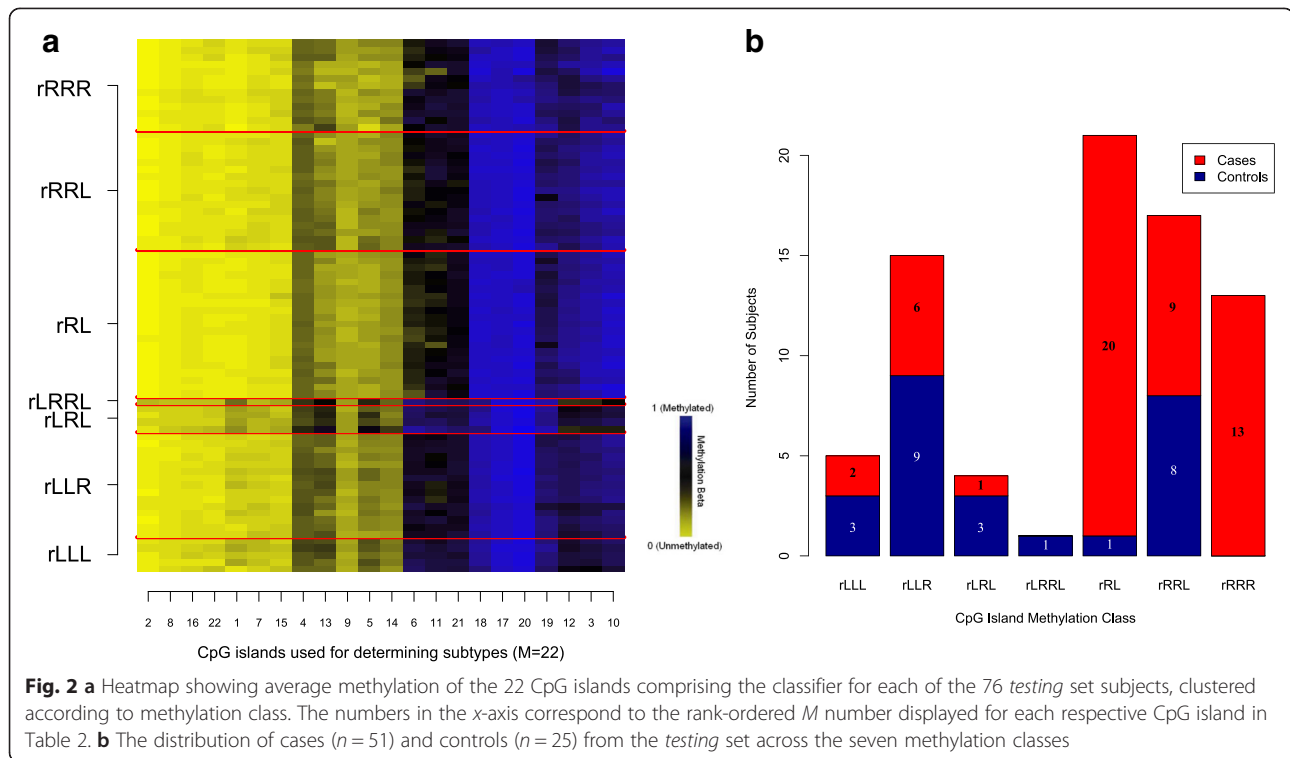 a
rRRR
rRRL
rRL
rLRRL
rLRL
rLLR
rLLL
1 (Methylated)
Methylation Beta
0 (Unmethylated)
2 8 16 22 1 7 15 4 13 9 5 14 6 11 21 18 17 20 19 12 3 10
CpG islands used for determining subtypes (M=22)
b
Cases
Controls
Number of Subjects
20
15
10
5
0
2
3
6
9
1
3
1
20
1
9
8
13
rLLL rLLR rLRL rLRRL rRL rRRL rRRR
CpG Island Methylation Class
Fig. 2 a Heatmap showing average methylation of the 22 CpG islands comprising the classifier for each of the 76 testing set subjects, clustered
according to methylation class. The numbers in the x-axis correspond to the rank-ordered M number displayed for each respective CpG island in
Table 2. b The distribution of cases (n = 51) and controls (n = 25) from the testing set across the seven methylation classes